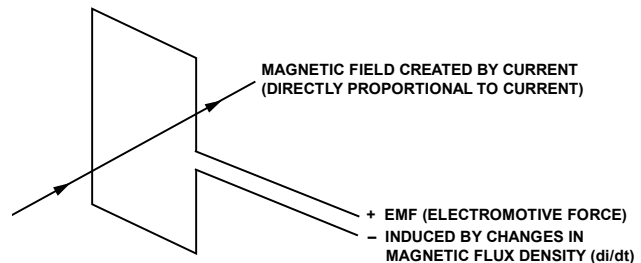 MAGNETIC FIELD CREATED BY CURRENT
(DIRECTLY PROPORTIONAL TO CURRENT)
+ EMF (ELECTROMOTIVE FORCE)
– INDUCED BY CHANGES IN
MAGNETIC FLUX DENSITY (di/dt)